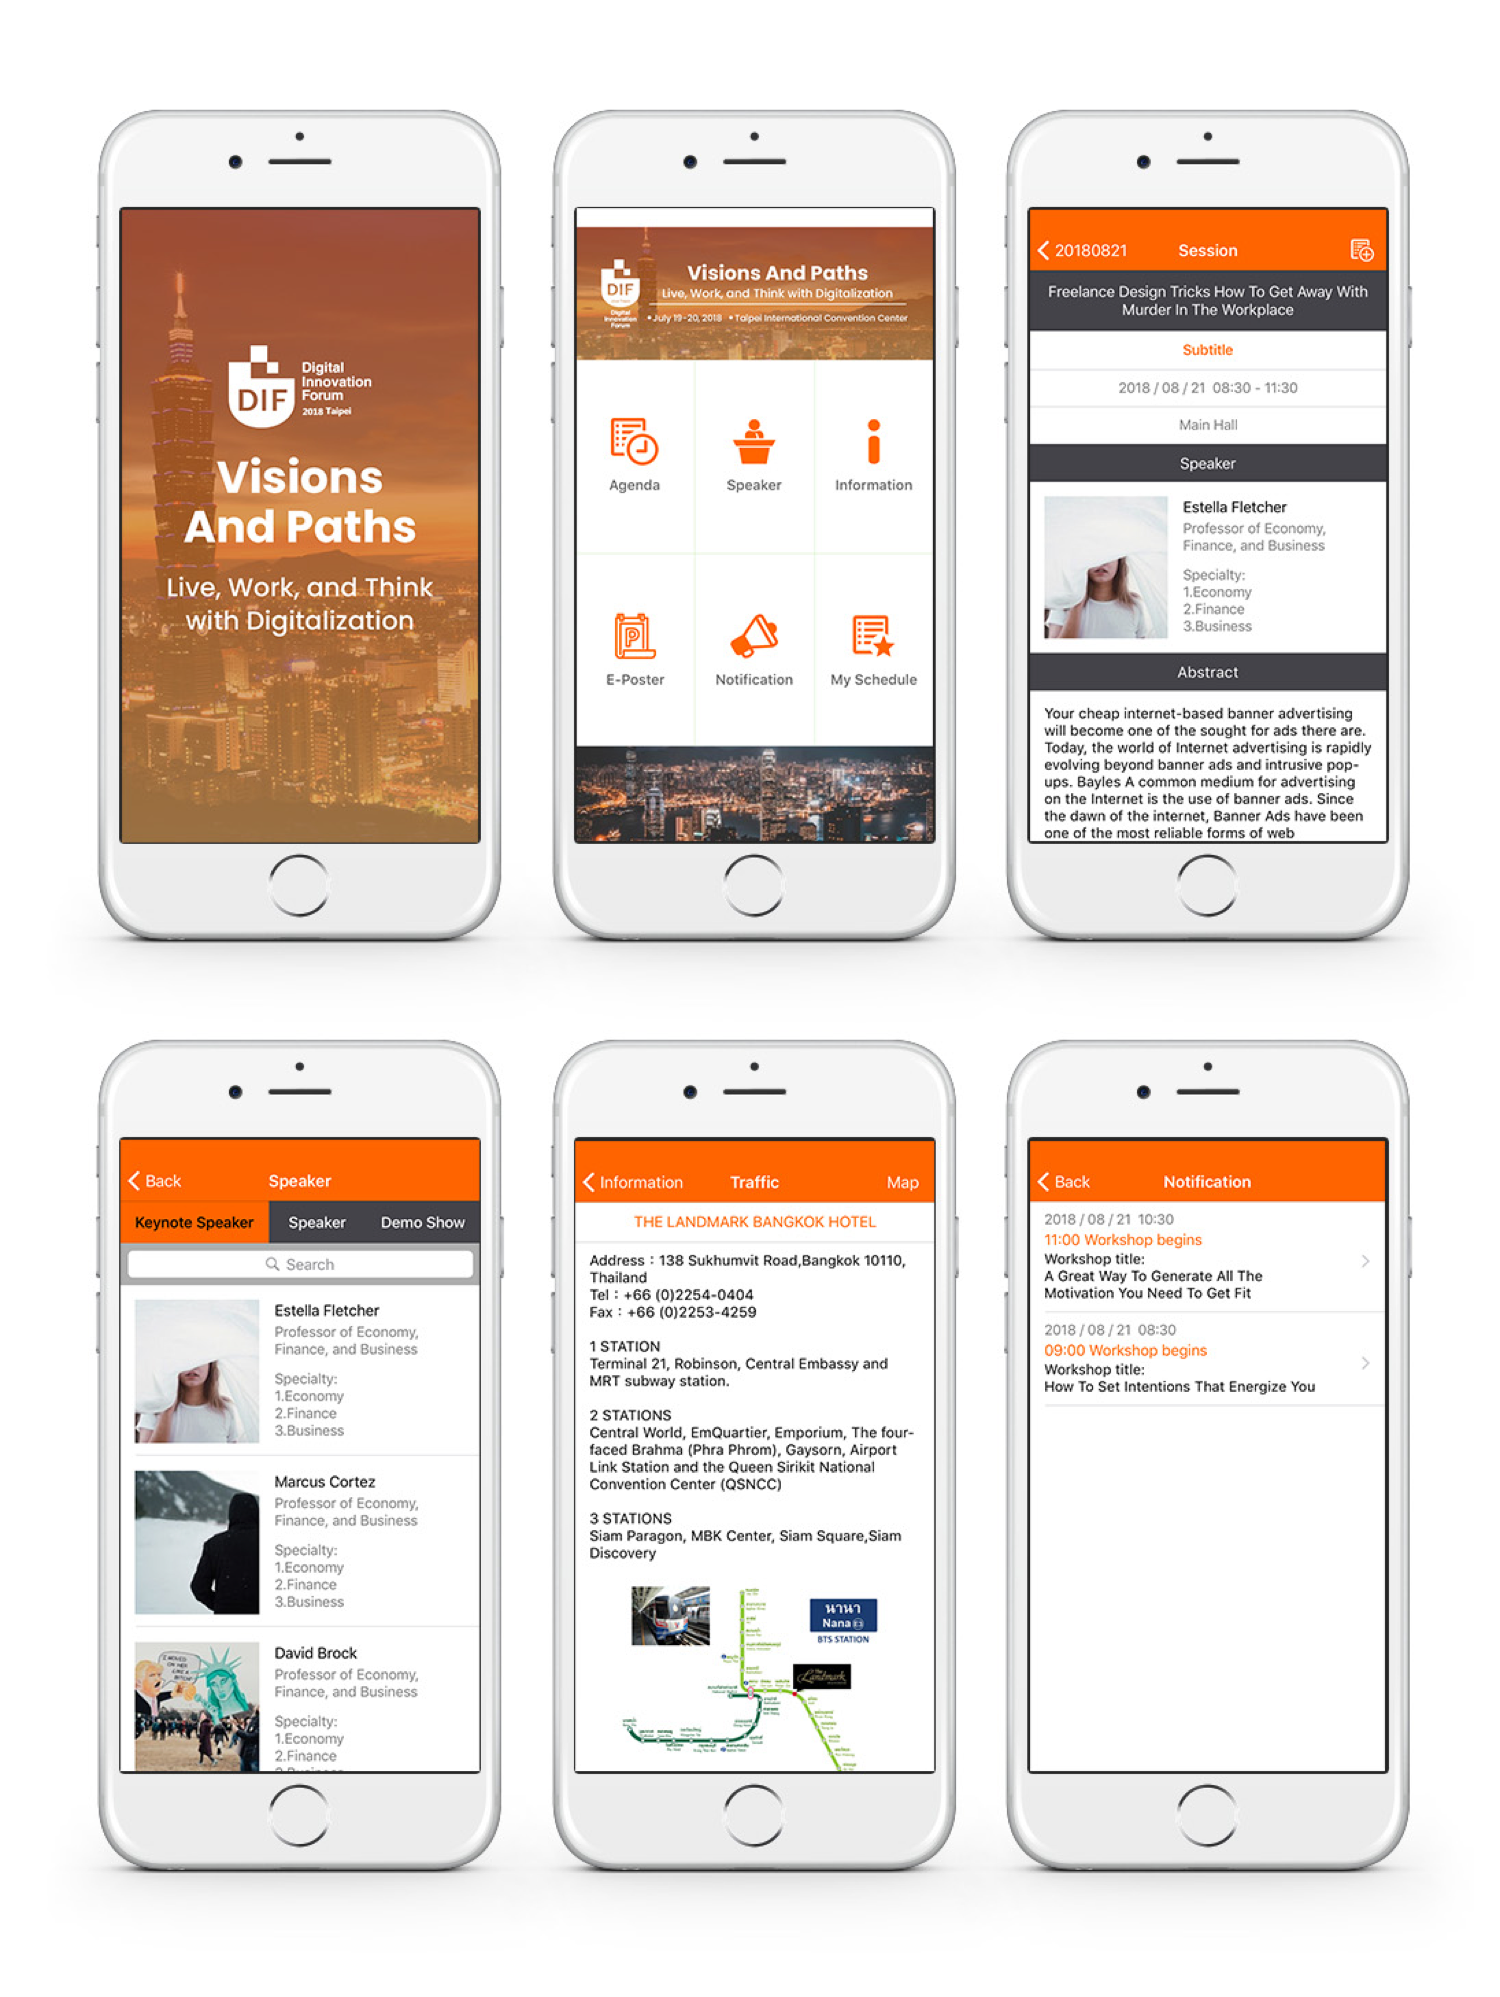 DIF
Digital
Innovation
Forum
2018 Taipei
Visions
And Paths
Live, Work, and Think
with Digitalization
DIF
Digital
Innovation
Forum
Visions And Paths
Live, Work, and Think with Digitalization
•July 19-20, 2018 •Taipei International Convention Center
Agenda
Speaker
Information
P
E-Poster
Notification
My Schedule
20180821
Session
Freelance Design Tricks How To Get Away With
Murder In The Workplace
Subtitle
2018 / 08 / 21 08:30 - 11:30
Main Hall
Speaker
Estella Fletcher
Professor of Economy,
Finance, and Business
Specialty:
1.Economy
2.Finance
3.Business
Abstract
Your cheap internet-based banner advertising
will become one of the sought for ads there are.
Today, the world of Internet advertising is rapidly
evolving beyond banner ads and intrusive pop-
ups. Bayles A common medium for advertising
on the Internet is the use of banner ads. Since
the dawn of the internet, Banner Ads have been
one of the most reliable forms of web
Back
Speaker
Keynote Speaker
Speaker
Demo Show
Search
Estella Fletcher
Professor of Economy,
Finance, and Business
Specialty:
1.Economy
2.Finance
3.Business
Marcus Cortez
Professor of Economy,
Finance, and Business
Specialty:
1.Economy
2.Finance
3.Business
I MOVED
ON HER
LIKE A
BITCH!
David Brock
Professor of Economy,
Finance, and Business
Specialty:
1.Economy
2.Finance
3.Business
Information
Traffic
Map
THE LANDMARK BANGKOK HOTEL
Address : 138 Sukhumvit Road,Bangkok 10110,
Thailand
Tel : +66 (0)2254-0404
Fax : +66 (0)2253-4259
1 STATION
Terminal 21, Robinson, Central Embassy and
MRT subway station.
2 STATIONS
Central World, EmQuartier, Emporium, The four-
faced Brahma (Phra Phrom), Gaysorn, Airport
Link Station and the Queen Sirikit National
Convention Center (QSNCC)
3 STATIONS
Siam Paragon, MBK Center, Siam Square,Siam
Discovery
นานา
Nana
BTS STATION
The
Landmark
Back
Notification
2018 / 08 / 21 10:30
11:00 Workshop begins
Workshop title:
A Great Way To Generate All The
Motivation You Need To Get Fit
2018 / 08 / 21 08:30
09:00 Workshop begins
Workshop title:
How To Set Intentions That Energize You